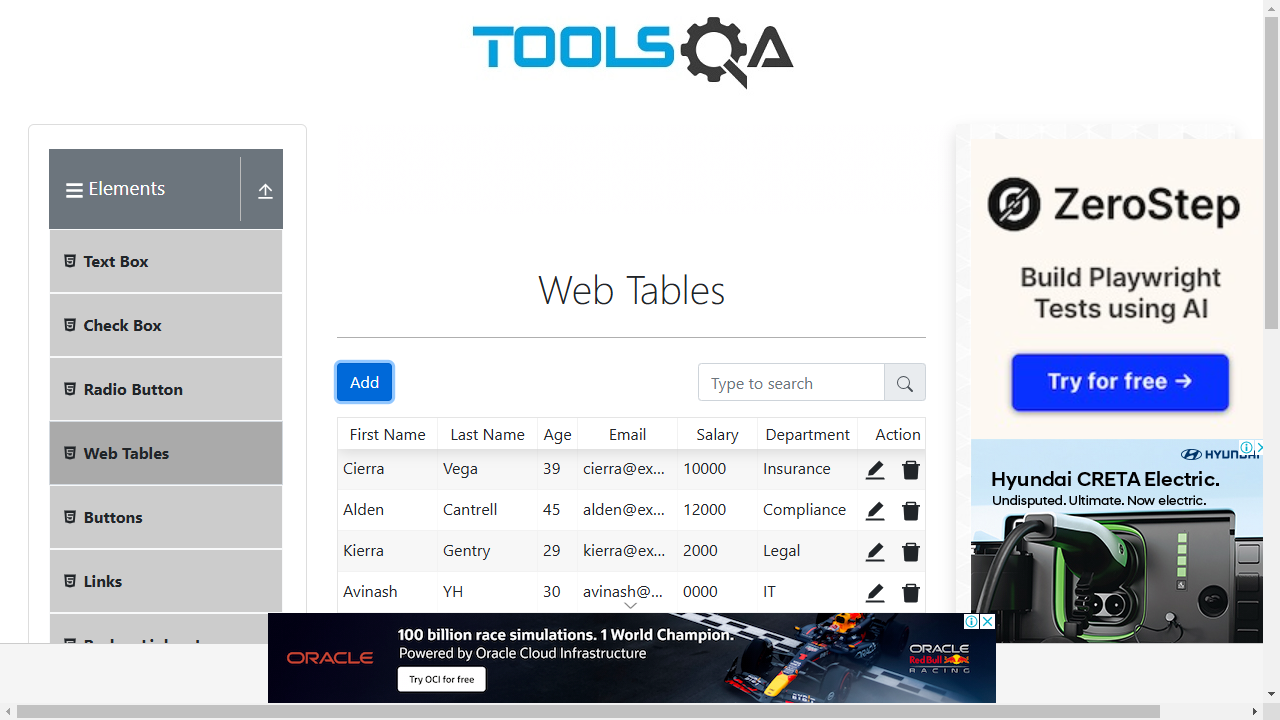 TOOLSQA
Elements
Text Box
Check Box
Radio Button
Web Tables
Buttons
Links
Web Tables
Add
Type to search
First Name Last Name Age Email Salary Department Action
Cierra Vega 39 cierra@ex... 10000 Insurance
Alden Cantrell 45 alden@ex... 12000 Compliance
Kierra Gentry 29 kierra@ex... 2000 Legal
Avinash YH 30 avinash@... 0000 IT
ZeroStep
Build Playwright
Tests using AI
Try for free →
HYUNDAI
Hyundai CRETA Electric.
Undisputed. Ultimate. Now electric.
ORACLE
100 billion race simulations. 1 World Champion.
Powered by Oracle Cloud Infrastructure
Try OCI for free
ORACLE
Red Bull
RACING